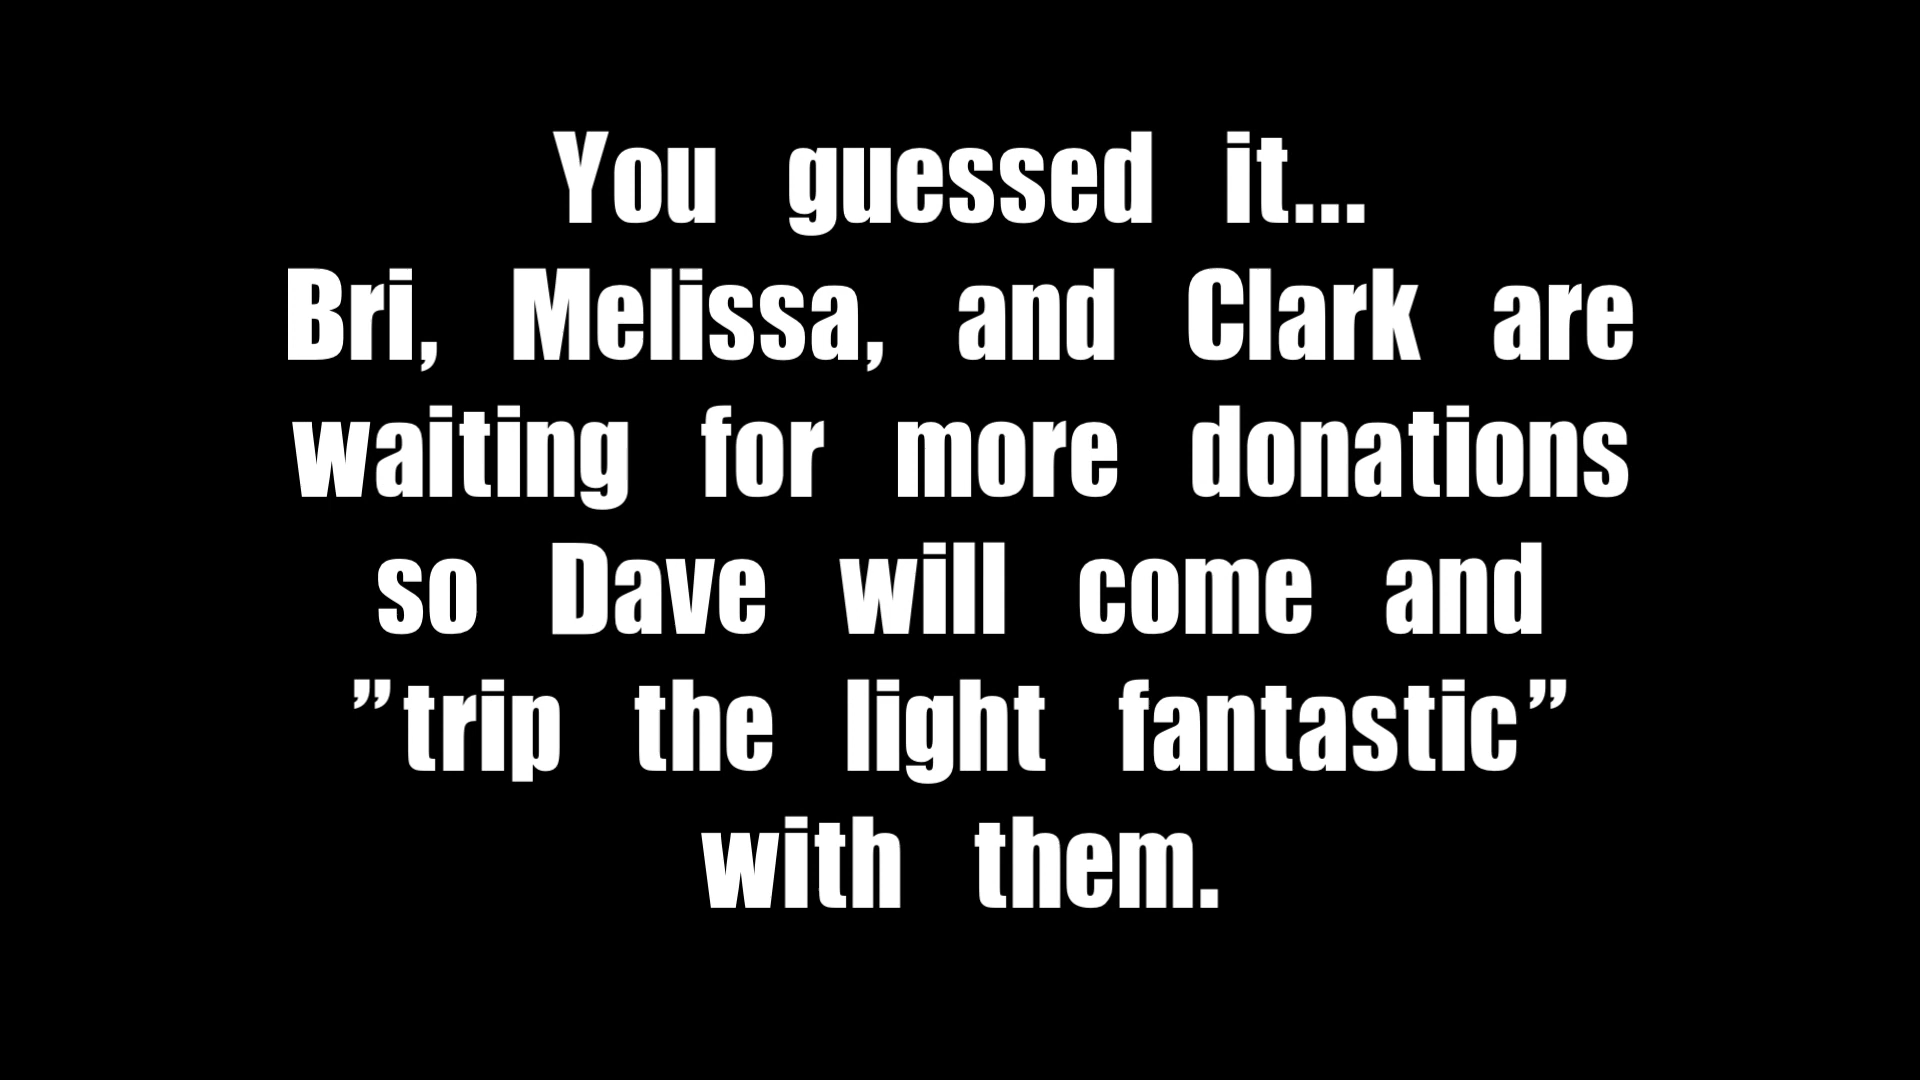 You guessed it...
Bri, Melissa, and Clark are
waiting for more donations
so Dave will come and
”trip the light fantastic”
with them.